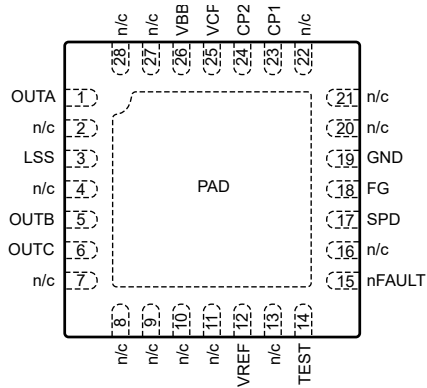 n/c
n/c
VBB
VCF
CP2
CP1
n/c
28
27
26
25
24
23
22
OUTA 1
n/c 2
LSS 3
n/c 4
OUTB 5
OUTC 6
n/c 7
PAD
21 n/c
20 n/c
19 GND
18 FG
17 SPD
16 n/c
15 nFAULT
8
9
10
11
12
13
14
n/c
n/c
n/c
n/c
VREF
n/c
TEST